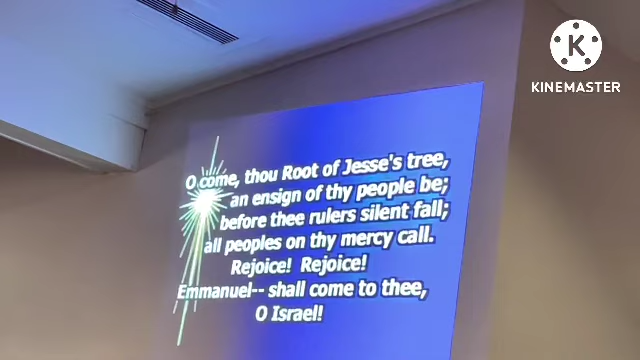 KINEMASTER
O come, thou Root of Jesse's tree,
an ensign of thy people be;
before thee rulers silent fall;
all peoples on thy mercy call.
Rejoice! Rejoice!
Emmanuel-- shall come to thee,
O Israel!